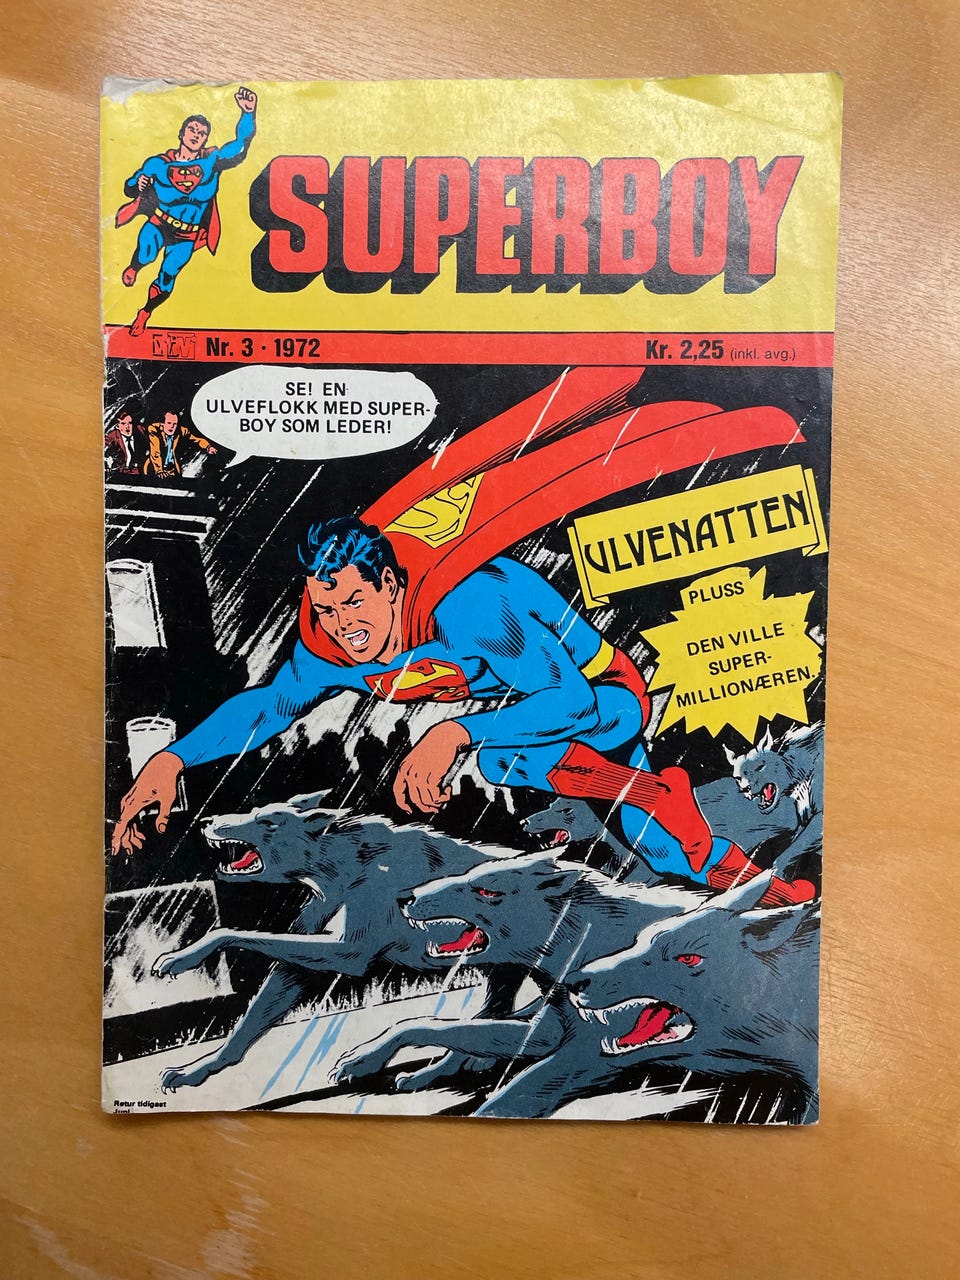 SUPERBOY
Nr. 3 · 1972
Kr. 2,25 (inkl. avg.)
SE! EN
ULVEFLOKK MED SUPER-
BOY SOM LEDER!
ULVENATTEN
PLUSS
DEN VILLE
SUPER-
MILLIONÆREN.
Retur tidigast
Juni